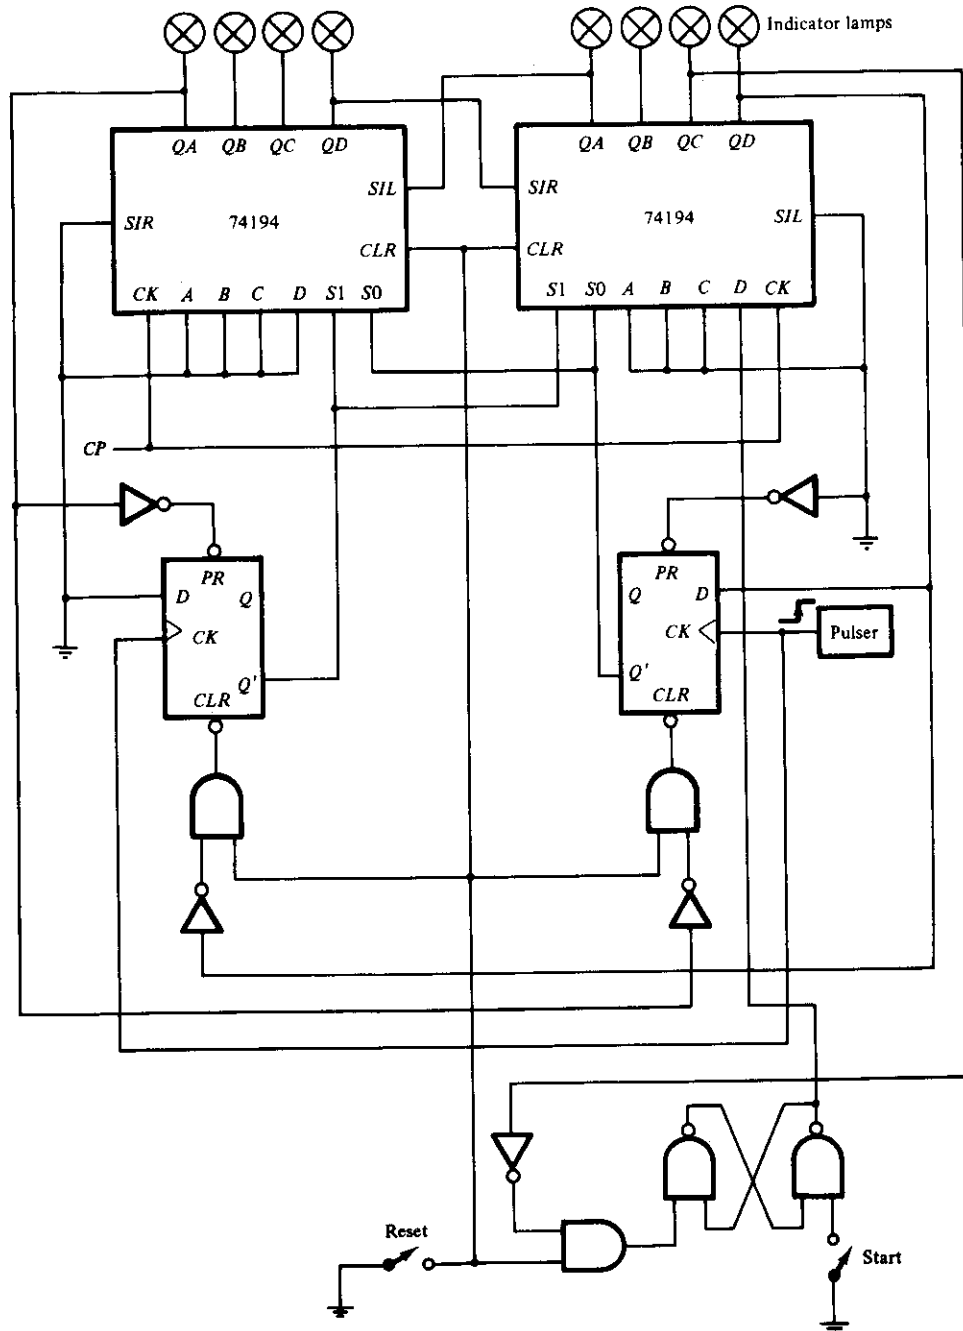 Indicator lamps
QA QB QC QD
QA QB QC QD
SIL
SIR
SIR
74194
74194
SIL
CLR
CLR
CK A B C D S1 S0
S1 S0 A B C D CK
CP
PR
D Q
CK
Q'
CLR
PR
Q D
CK
Q'
CLR
Pulser
Reset
Start